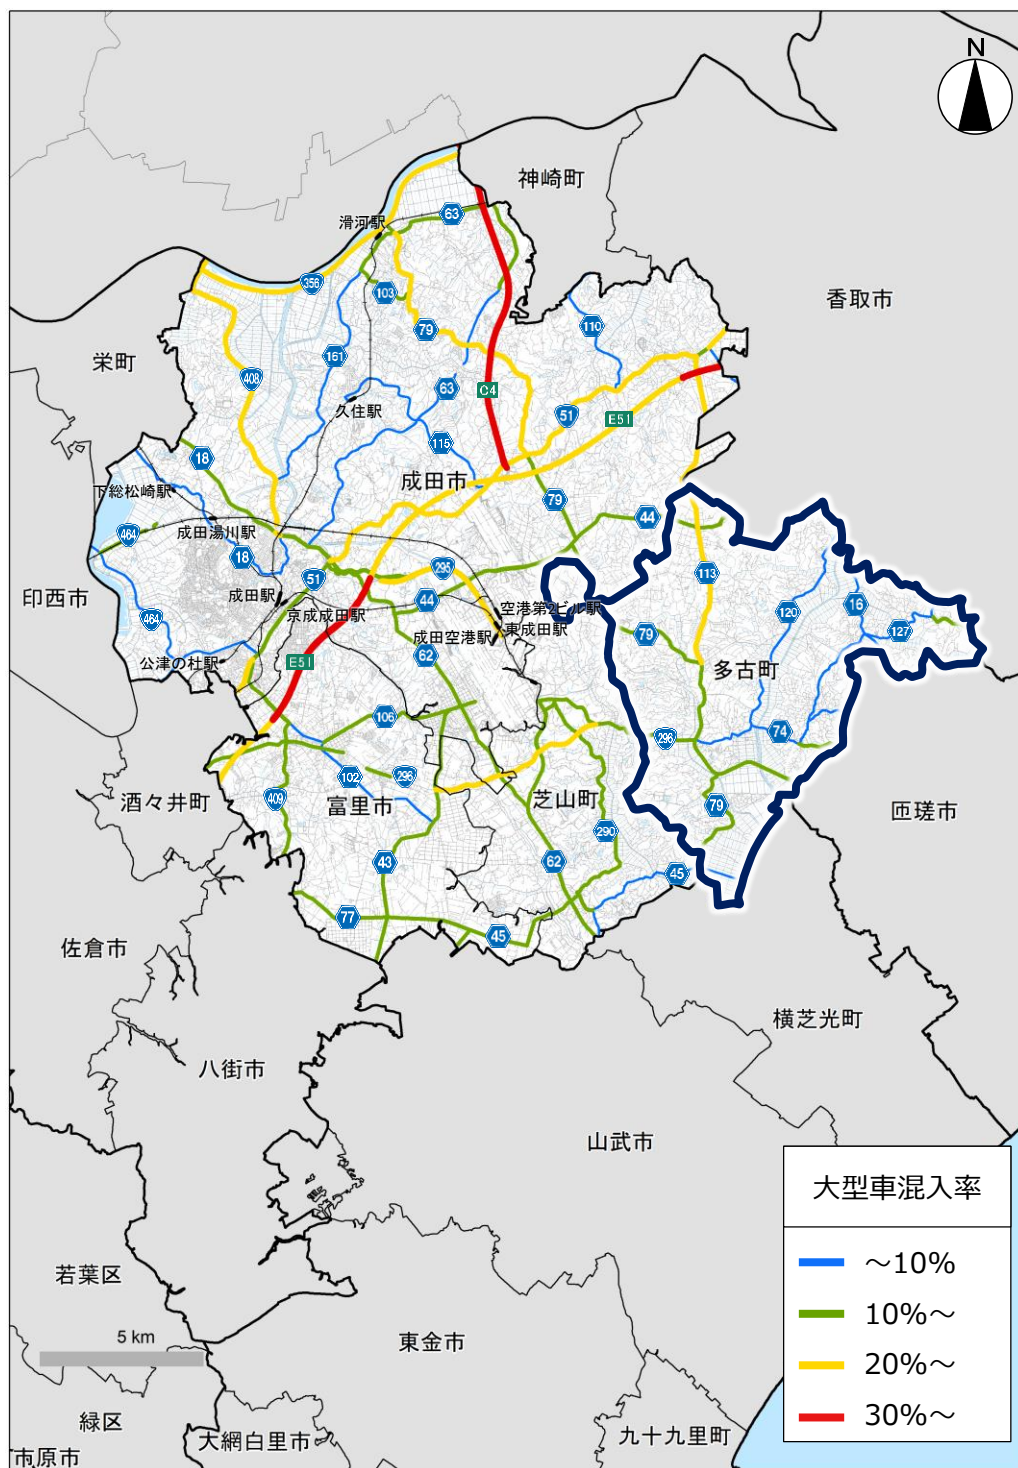 N
神崎町
滑河駅
63
356
103
香取市
79
110
161
栄町
408
63
C4
久住駅
51
E51
115
18
成田市
下総松崎駅
79
44
464
成田湯川駅
18
295
113
51
印西市
成田駅
44
空港第2ビル駅
120
16
京成成田駅
464
成田空港駅
東成田駅
79
127
公津の杜駅
E51
62
多古町
106
296
74
102
296
409
富里市
芝山町
79
酒々井町
290
匝瑳市
43
62
45
77
45
佐倉市
横芝光町
八街市
山武市
大型車混入率
～10%
若葉区
10%～
5 km
東金市
20%～
緑区
30%～
大網白里市
九十九里町
市原市